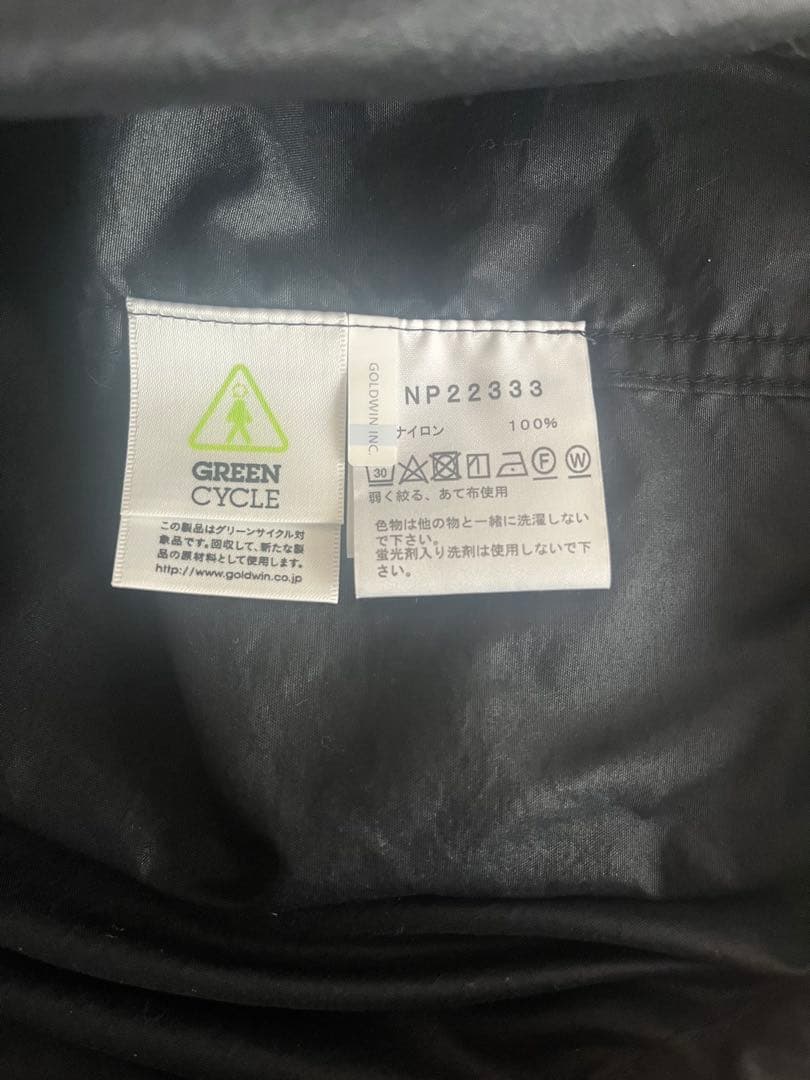 GREEN
CYCLE
この製品はグリーンサイクル対
象品です。回収して、新たな製
品の原材料として使用します。
http://www.goldwin.co.jp
GOLDWIN INC.
NP22333
ナイロン 100%
30 F W
弱く絞る、あて布使用
色物は他の物と一緒に洗濯しない
で下さい。
蛍光剤入り洗剤は使用しないで下
さい。